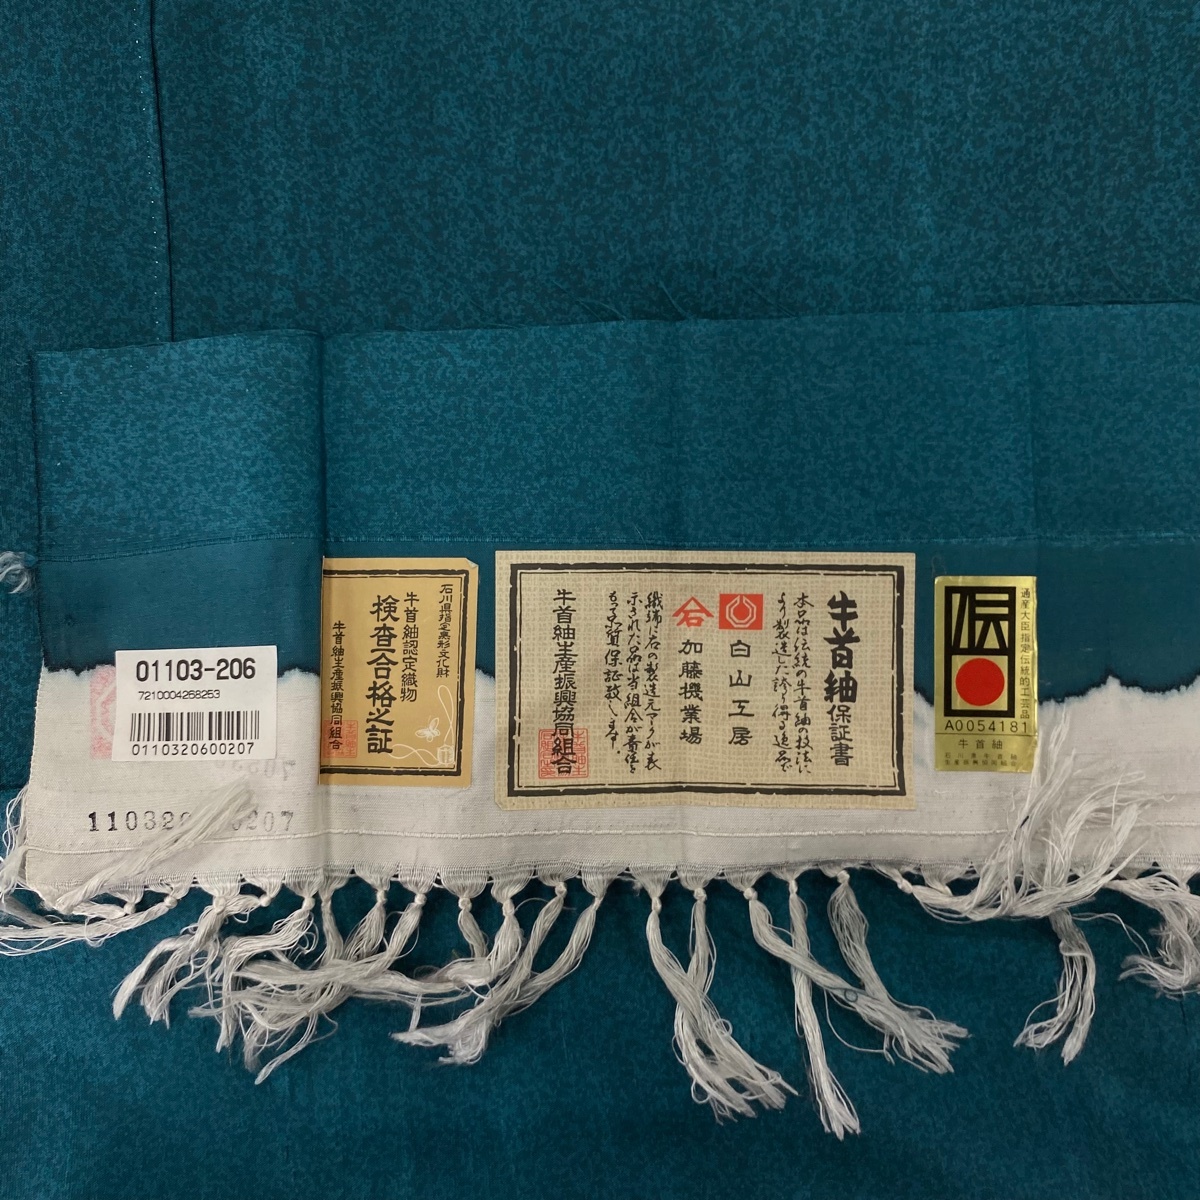 01103-206
7210004268253
0110320600207
石川県指定無形文化財
牛首紬認定織物
検査合格之証
牛首紬生産振興協同組合
牛首紬保証書
本品は伝統の牛首紬の技法に
より製造した誇り得る逸品で
白山工房
石
加藤機業場
織端に右の製造元マークが表
示された品は当組合が責任を
もって品質保証致します。
牛首紬生産振興協同組合
通産大臣指定伝統的工芸品
A0054181
牛首紬